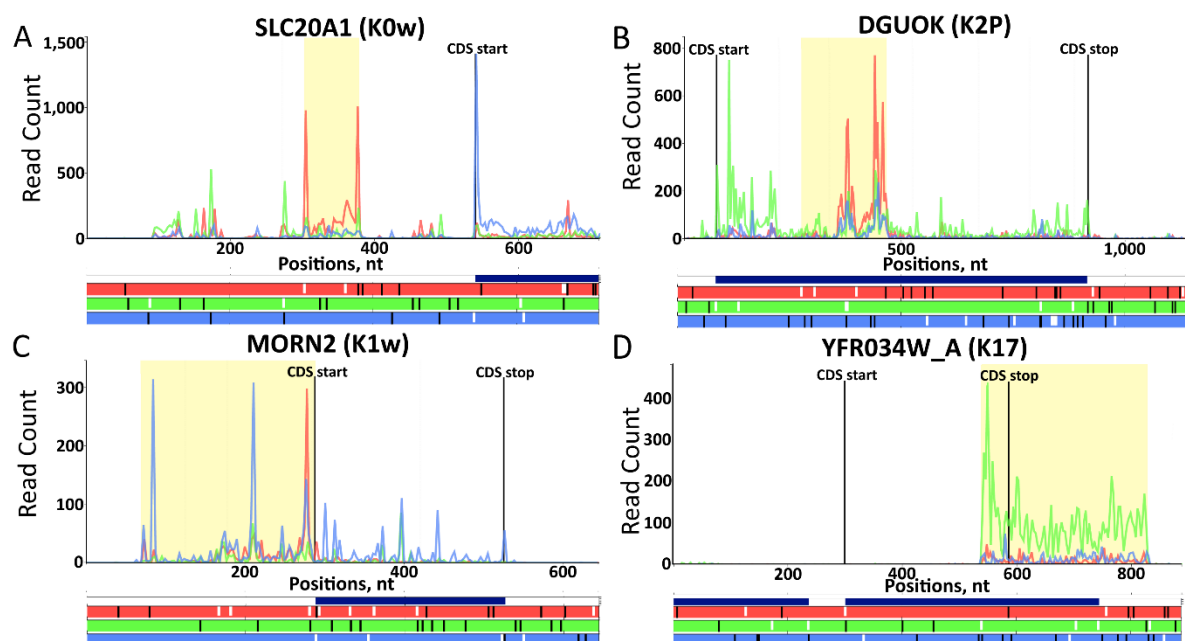 A
SLC20A1 (K0w)
1,500
1,000
500
0
Read Count
CDS start
200
400
600
Positions, nt
B
DGUOK (K2P)
800
600
400
200
0
Read Count
CDS start
CDS stop
500
1,000
Positions, nt
C
MORN2 (K1w)
300
200
100
0
Read Count
CDS start
CDS stop
200
400
600
Positions, nt
D
YFR034W_A (K17)
400
300
200
100
0
Read Count
CDS start
CDS stop
200
400
600
800
Positions, nt